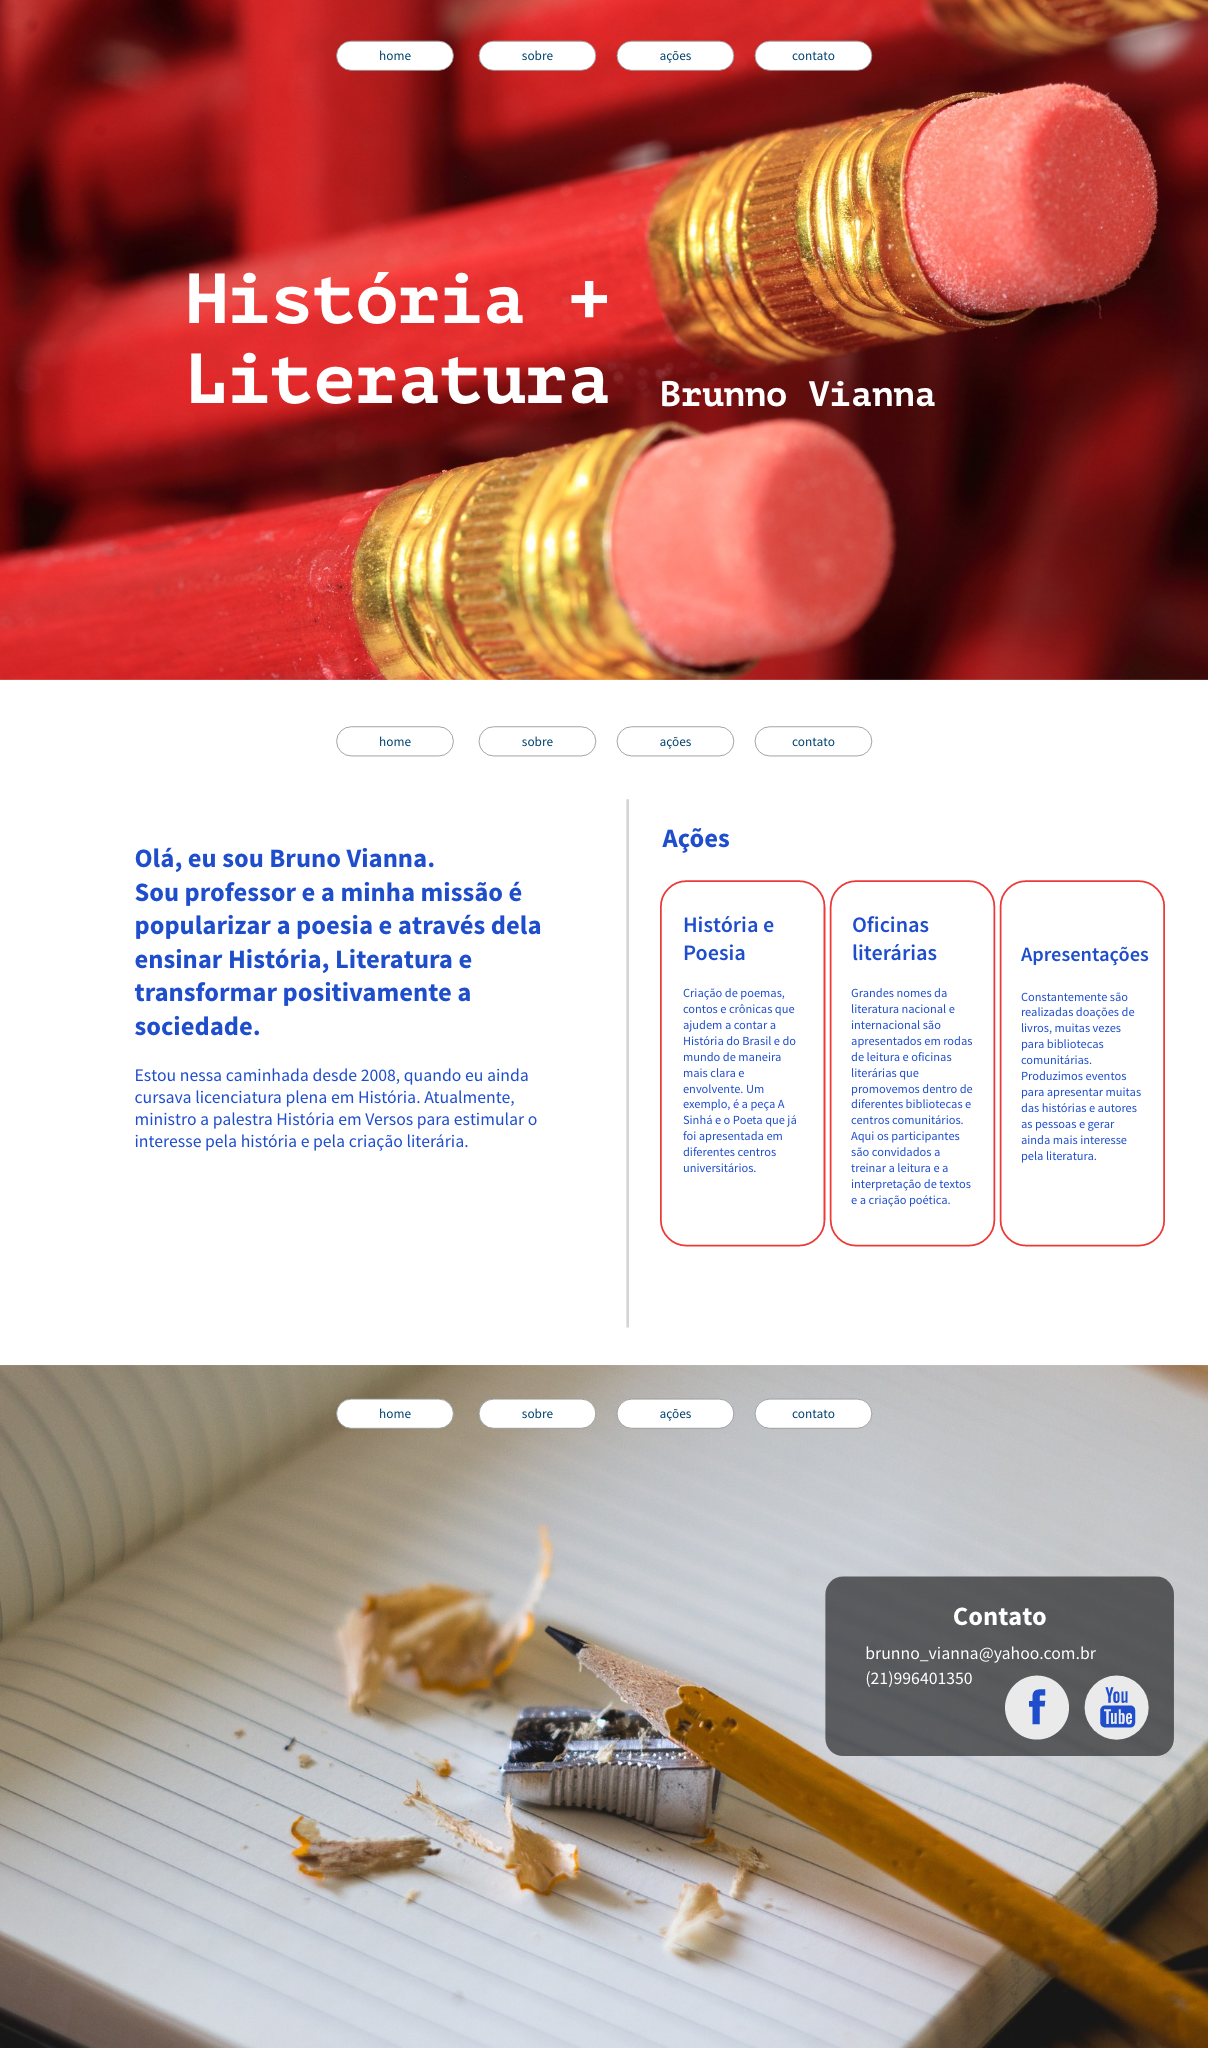 home
sobre
ações
contato
História +
Literatura
Brunno Vianna
home
sobre
ações
contato
Olá, eu sou Bruno Vianna.
Sou professor e a minha missão é
popularizar a poesia e através dela
ensinar História, Literatura e
transformar positivamente a
sociedade.
Estou nessa caminhada desde 2008, quando eu ainda
cursava licenciatura plena em História. Atualmente,
ministro a palestra História em Versos para estimular o
interesse pela história e pela criação literária.
Ações
História e
Poesia
Criação de poemas,
contos e crônicas que
ajudem a contar a
História do Brasil e do
mundo de maneira
mais clara e
envolvente. Um
exemplo, é a peça A
Sinhá e o Poeta que já
foi apresentada em
diferentes centros
universitários.
Oficinas
literárias
Grandes nomes da
literatura nacional e
internacional são
apresentados em rodas
de leitura e oficinas
literárias que
promovemos dentro de
diferentes bibliotecas e
centros comunitários.
Aqui os participantes
são convidados a
treinar a leitura e a
interpretação de textos
e a criação poética.
Apresentações
Constantemente são
realizadas doações de
livros, muitas vezes
para bibliotecas
comunitárias.
Produzimos eventos
para apresentar muitas
das histórias e autores
as pessoas e gerar
ainda mais interesse
pela literatura.
home
sobre
ações
contato
Contato
brunno_vianna@yahoo.com.br
(21)996401350
f
You
Tube